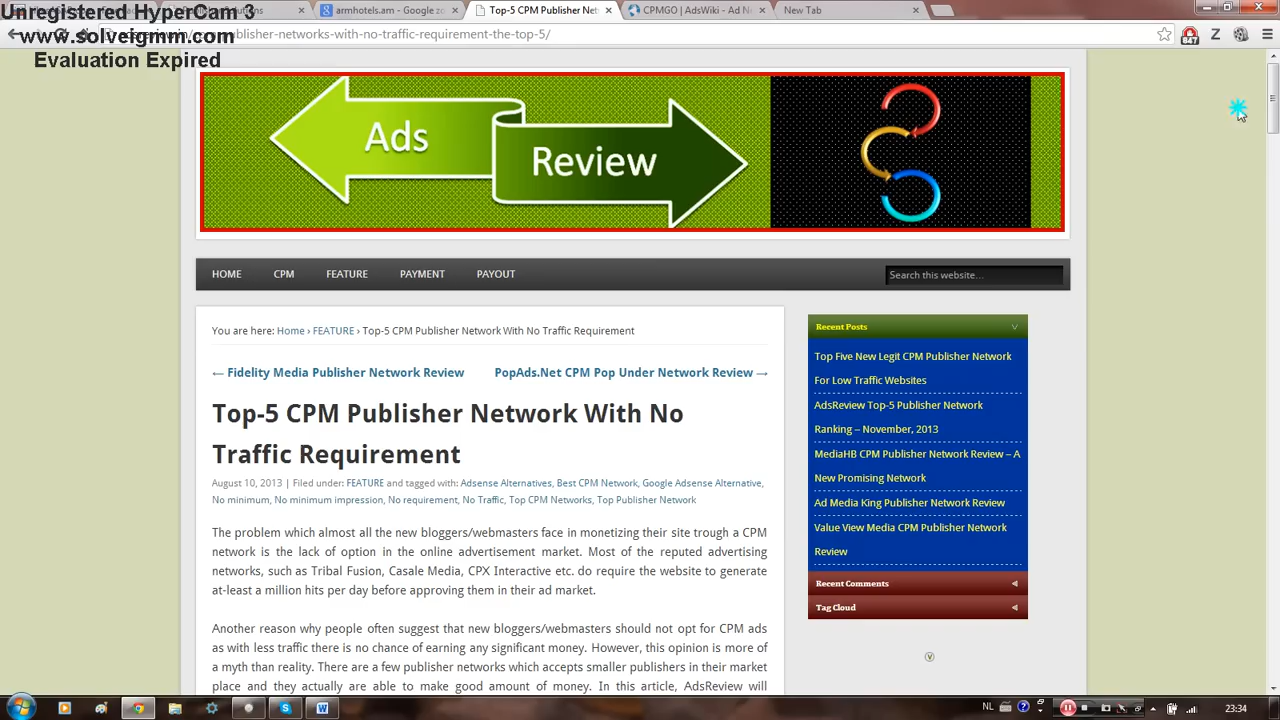 Unregistered HyperCam 3
www.solveigmm.com
Evaluation Expired
armhotels.am - Google zo
Top-5 CPM Publisher Net
CPMGO | AdsWiki - Ad Ne
New Tab
publisher-networks-with-no-traffic-requirement-the-top-5/
Ads
Review
HOME CPM FEATURE PAYMENT PAYOUT
Search this website…
You are here: Home › FEATURE › Top-5 CPM Publisher Network With No Traffic Requirement
← Fidelity Media Publisher Network Review
PopAds.Net CPM Pop Under Network Review →
Top-5 CPM Publisher Network With No
Traffic Requirement
August 10, 2013 | Filed under: FEATURE and tagged with: Adsense Alternatives, Best CPM Network, Google Adsense Alternative,
No minimum, No minimum impression, No requirement, No Traffic, Top CPM Networks, Top Publisher Network
The problem which almost all the new bloggers/webmasters face in monetizing their site trough a CPM
network is the lack of option in the online advertisement market. Most of the reputed advertising
networks, such as Tribal Fusion, Casale Media, CPX Interactive etc. do require the website to generate
at-least a million hits per day before approving them in their ad market.
Another reason why people often suggest that new bloggers/webmasters should not opt for CPM ads
as with less traffic there is no chance of earning any significant money. However, this opinion is more of
a myth than reality. There are a few publisher networks which accepts smaller publishers in their market
place and they actually are able to make good amount of money. In this article, AdsReview will
Recent Posts
Top Five New Legit CPM Publisher Network
For Low Traffic Websites
AdsReview Top-5 Publisher Network
Ranking – November, 2013
MediaHB CPM Publisher Network Review – A
New Promising Network
Ad Media King Publisher Network Review
Value View Media CPM Publisher Network
Review
Recent Comments
Tag Cloud
NL
23:34